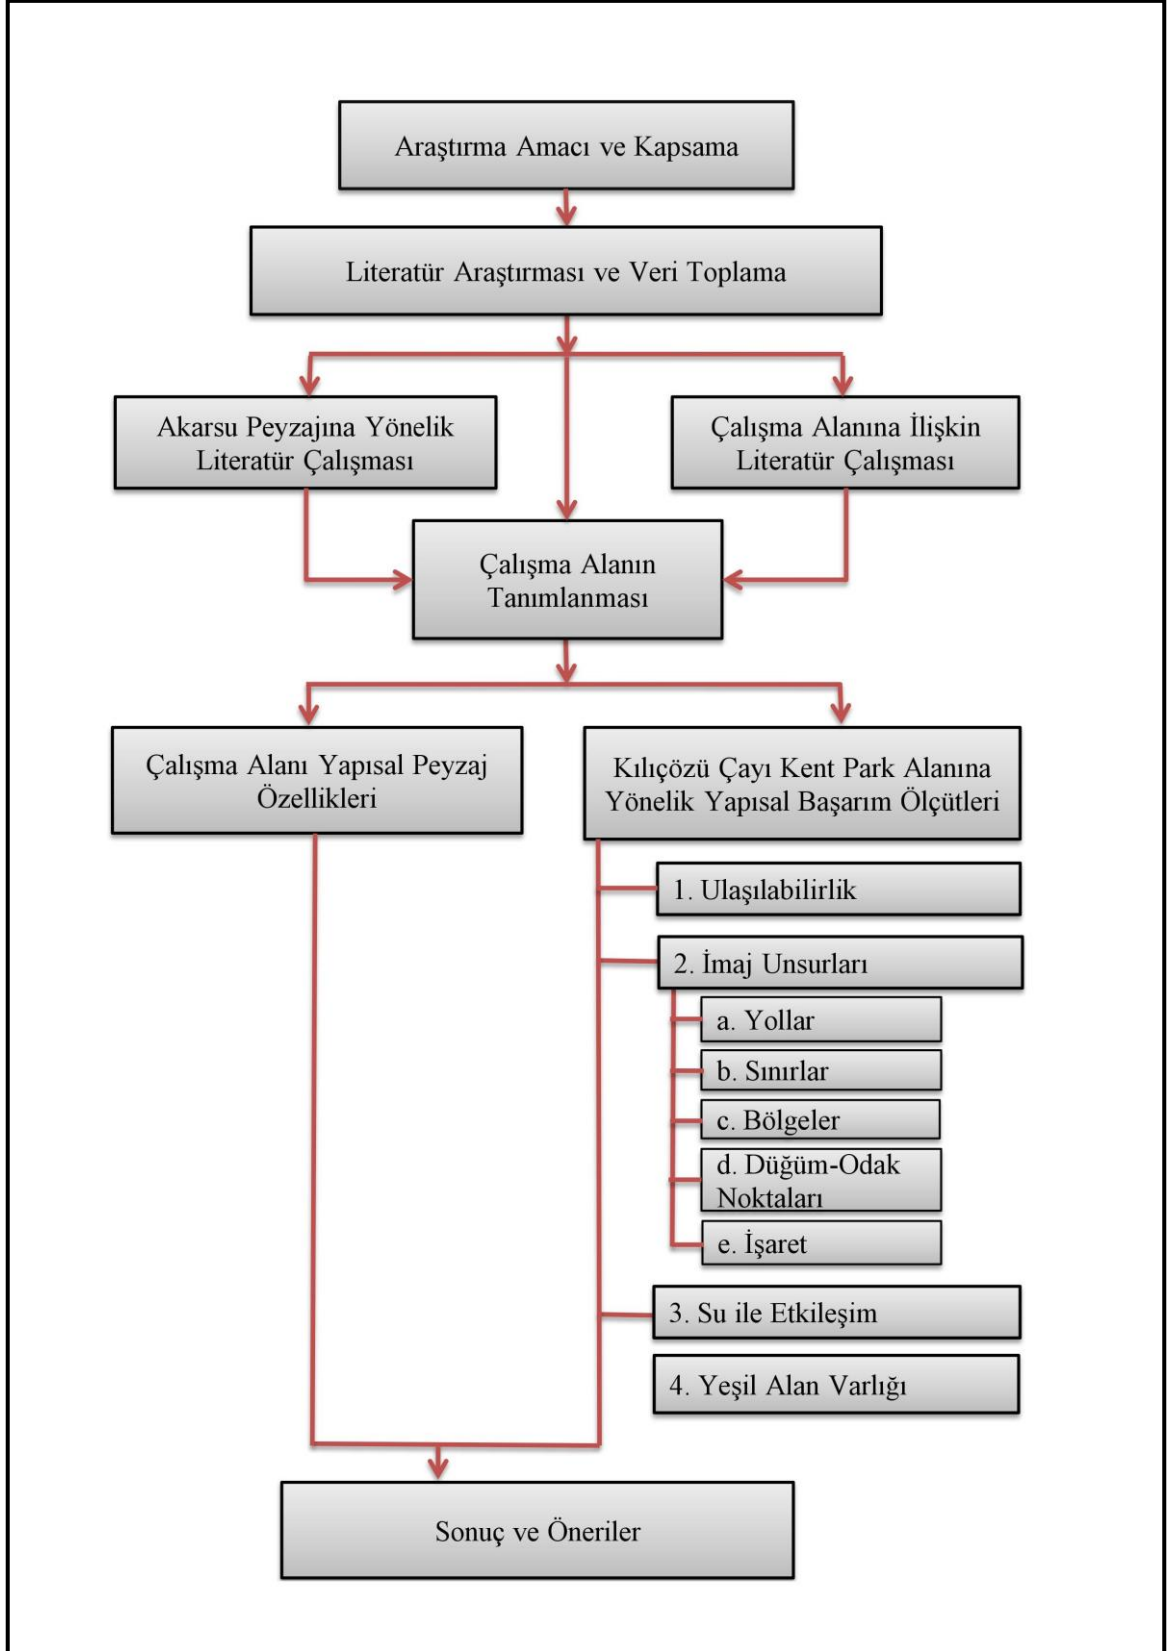 Araştırma Amacı ve Kapsama
Literatür Araştırması ve Veri Toplama
Akarsu Peyzajına Yönelik
Literatür Çalışması
Çalışma Alanına İlişkin
Literatür Çalışması
Çalışma Alanın
Tanımlanması
Çalışma Alanı Yapısal Peyzaj
Özellikleri
Kılıçözü Çayı Kent Park Alanına
Yönelik Yapısal Başarım Ölçütleri
1. Ulaşılabilirlik
2. İmaj Unsurları
a. Yollar
b. Sınırlar
c. Bölgeler
d. Düğüm-Odak
Noktaları
e. İşaret
3. Su ile Etkileşim
4. Yeşil Alan Varlığı
Sonuç ve Öneriler